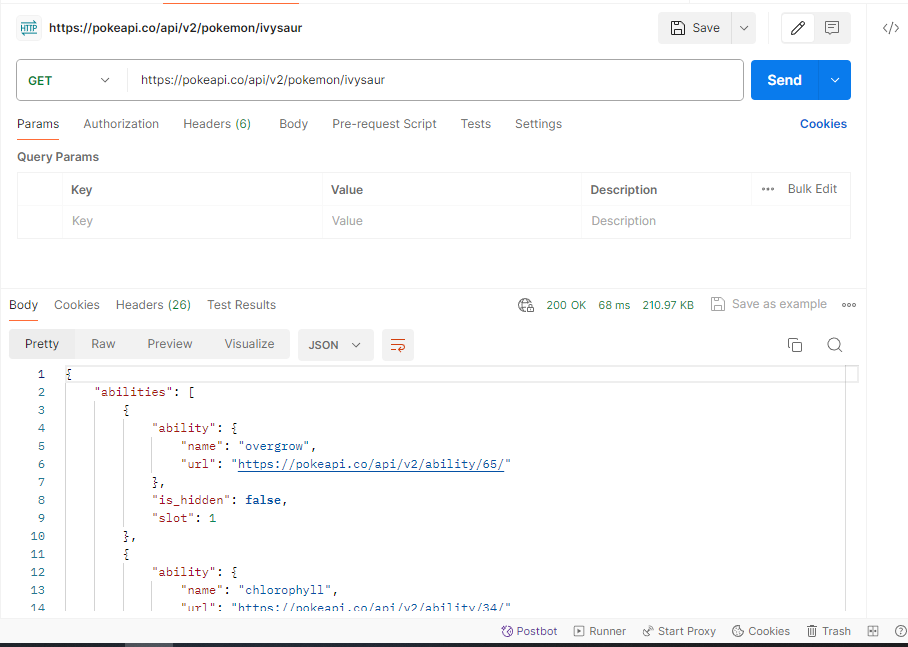 HTTP https://pokeapi.co/api/v2/pokemon/ivysaur Save
GET https://pokeapi.co/api/v2/pokemon/ivysaur Send
Params Authorization Headers (6) Body Pre-request Script Tests Settings Cookies
Query Params
Key Value Description Bulk Edit
Key Value Description
Body Cookies Headers (26) Test Results 200 OK 68 ms 210.97 KB Save as example
Pretty Raw Preview Visualize JSON
1 {
2 "abilities": [
3 {
4 "ability": {
5 "name": "overgrow",
6 "url": "https://pokeapi.co/api/v2/ability/65/"
7 },
8 "is_hidden": false,
9 "slot": 1
10 },
11 {
12 "ability": {
13 "name": "chlorophyll",
14 "url": "https://pokeapi.co/api/v2/ability/34/"
Postbot Runner Start Proxy Cookies Trash